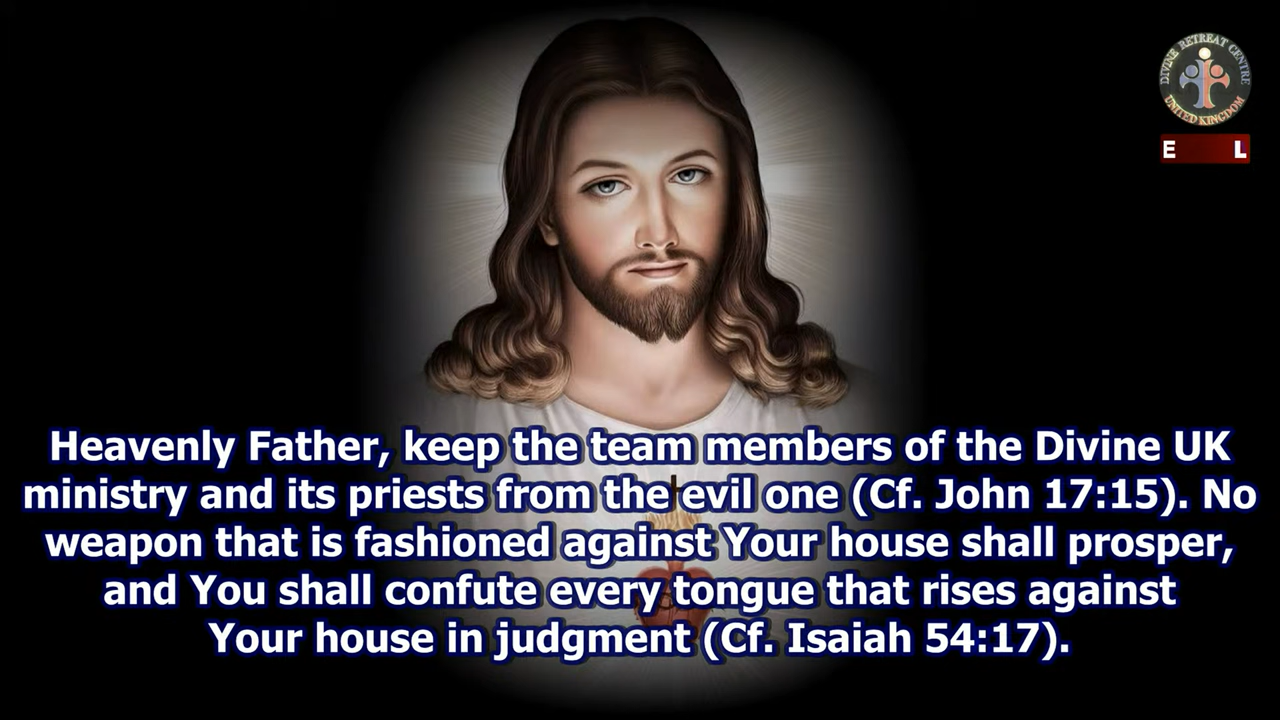 DIVINE RETREAT CENTRE
UNITED KINGDOM
E L
Heavenly Father, keep the team members of the Divine UK
ministry and its priests from the evil one (Cf. John 17:15). No
weapon that is fashioned against Your house shall prosper,
and You shall confute every tongue that rises against
Your house in judgment (Cf. Isaiah 54:17).